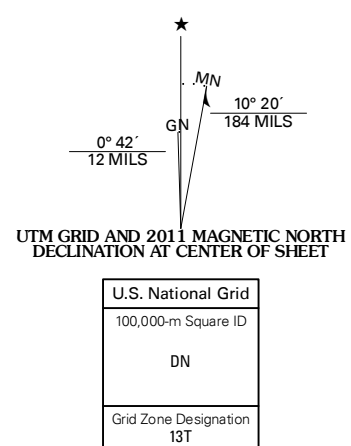 ★
MN
GN
10° 20´
184 MILS
0° 42´
12 MILS
UTM GRID AND 2011 MAGNETIC NORTH
DECLINATION AT CENTER OF SHEET
U.S. National Grid
100,000-m Square ID
DN
Grid Zone Designation
13T